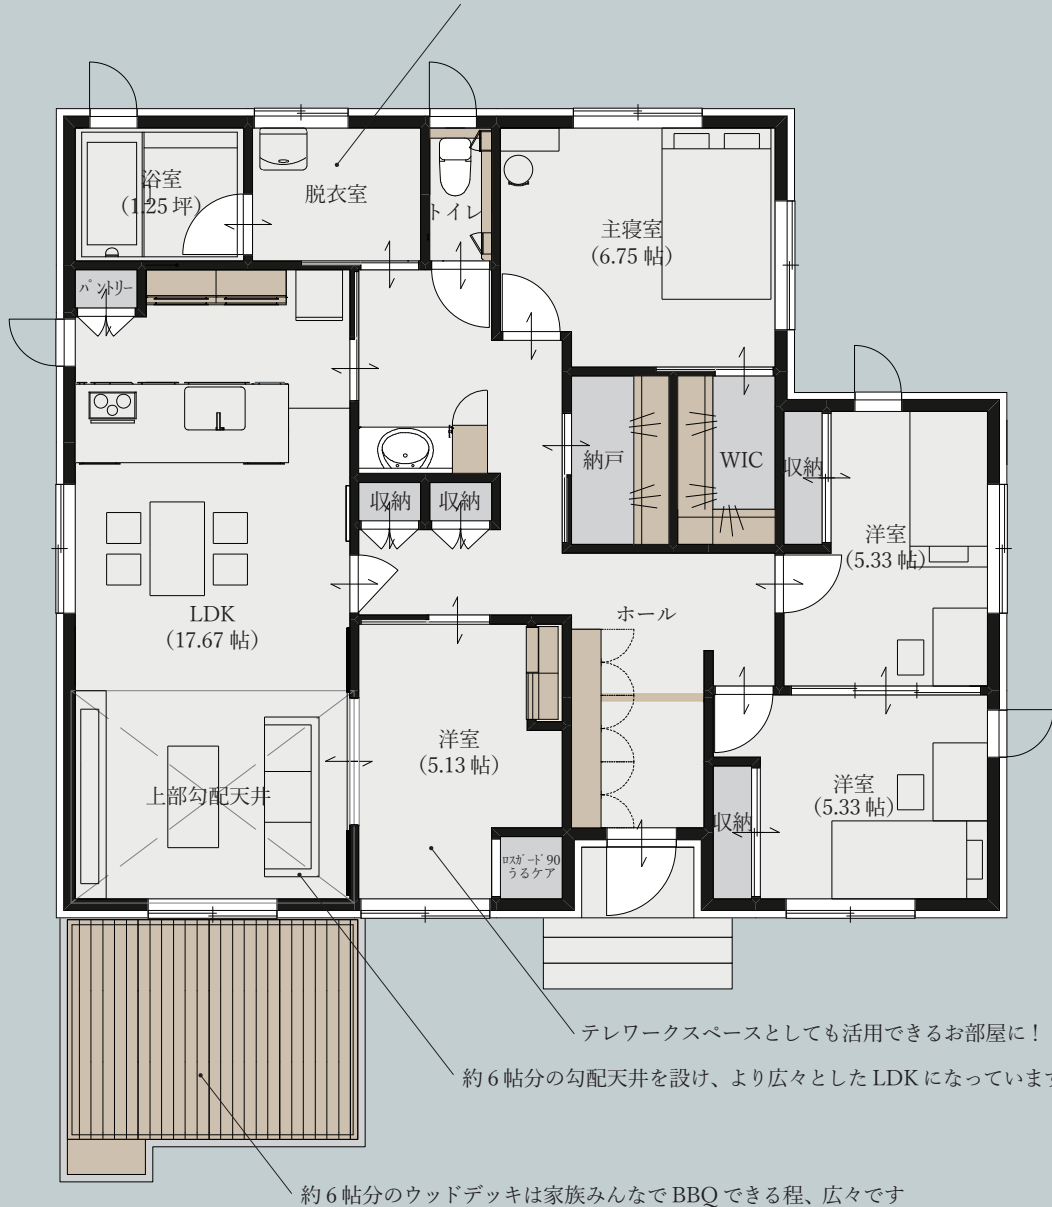 浴室
(1.25 坪)
脱衣室
トイレ
主寝室
(6.75 帖)
パントリー
納戸
WIC
収納
収納
収納
洋室
(5.33 帖)
LDK
(17.67 帖)
ホール
洋室
(5.13 帖)
上部勾配天井
洋室
(5.33 帖)
収納
ロスガード90
うるケア
テレワークスペースとしても活用できるお部屋に！
約6帖分の勾配天井を設け、より広々とした LDK になっています
約6帖分のウッドデッキは家族みんなで BBQ できる程、広々です